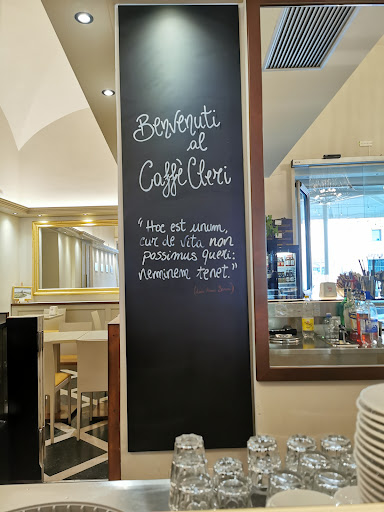 Benvenuti
al
Caffè Cleri
"Hoc est unum,
cur de vita non
possimus queri:
neminem tenet."